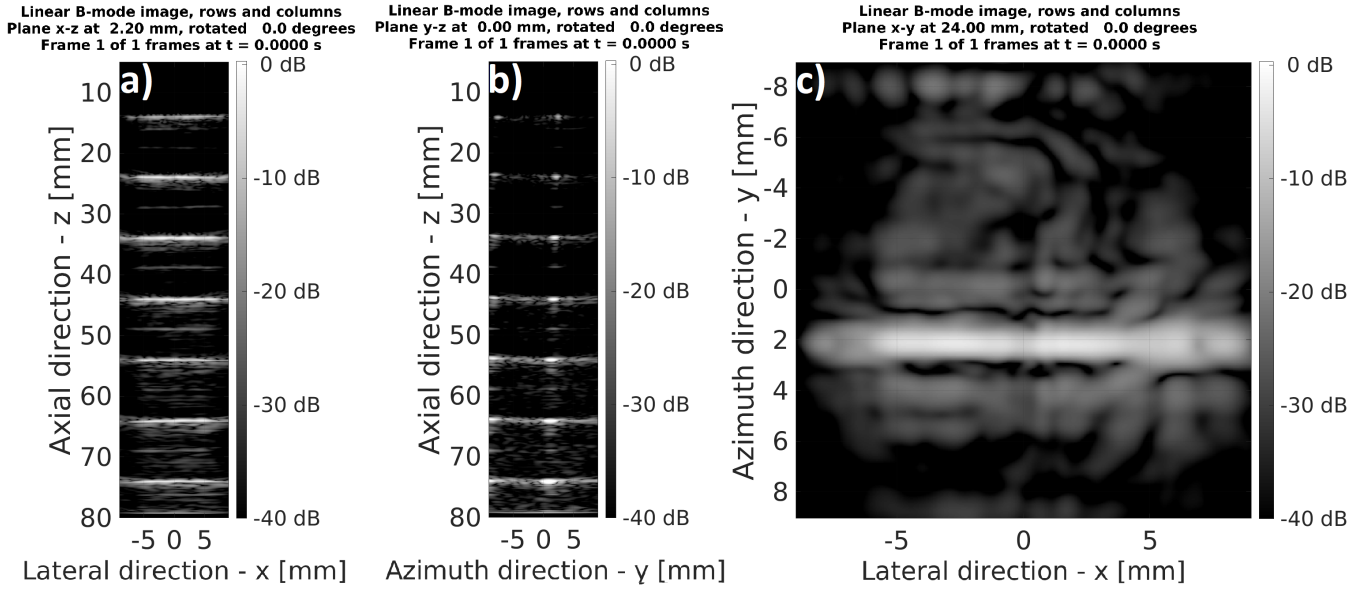 Linear B-mode image, rows and columns
Plane x-z at  2.20 mm, rotated   0.0 degrees
Frame 1 of 1 frames at t = 0.0000 s
a)
0 dB
-10 dB
-20 dB
-30 dB
-40 dB
10
20
30
40
50
60
70
80
Axial direction - z [mm]
-5 0 5
Lateral direction - x [mm]
Linear B-mode image, rows and columns
Plane y-z at  0.00 mm, rotated   0.0 degrees
Frame 1 of 1 frames at t = 0.0000 s
b)
0 dB
-10 dB
-20 dB
-30 dB
-40 dB
10
20
30
40
50
60
70
80
Axial direction - z [mm]
-5 0 5
Azimuth direction - y [mm]
Linear B-mode image, rows and columns
Plane x-y at 24.00 mm, rotated   0.0 degrees
Frame 1 of 1 frames at t = 0.0000 s
c)
0 dB
-10 dB
-20 dB
-30 dB
-40 dB
-8
-6
-4
-2
0
2
4
6
8
Azimuth direction - y [mm]
-5 0 5
Lateral direction - x [mm]